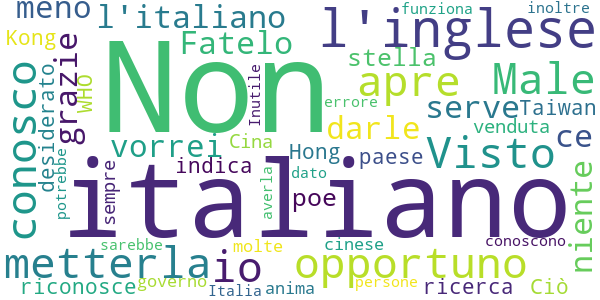 meno l'italiano l'inglese funziona inoltre
Kong grazie Fatelo stella Male
conosco desiderato WHO Non Inutile errore apre serve Taiwan
vorrei Cina darle venduta ce
potrebbe sempre indica Hong paese Visto niente
italiano averla dato poe
metterla sarebbe io molte cinese opportuno conoscono
riconosce governo Italia anima persone ricerca Ciò